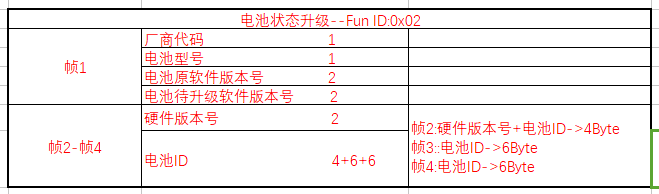 电池状态升级--Fun ID:0x02
帧1
厂商代码 1
电池型号 1
电池原软件版本号 2
电池待升级软件版本号 2
帧2-帧4
硬件版本号 2
电池ID 4+6+6
帧2:硬件版本号+电池ID->4Byte
帧3::电池ID->6Byte
帧4:电池ID->6Byte